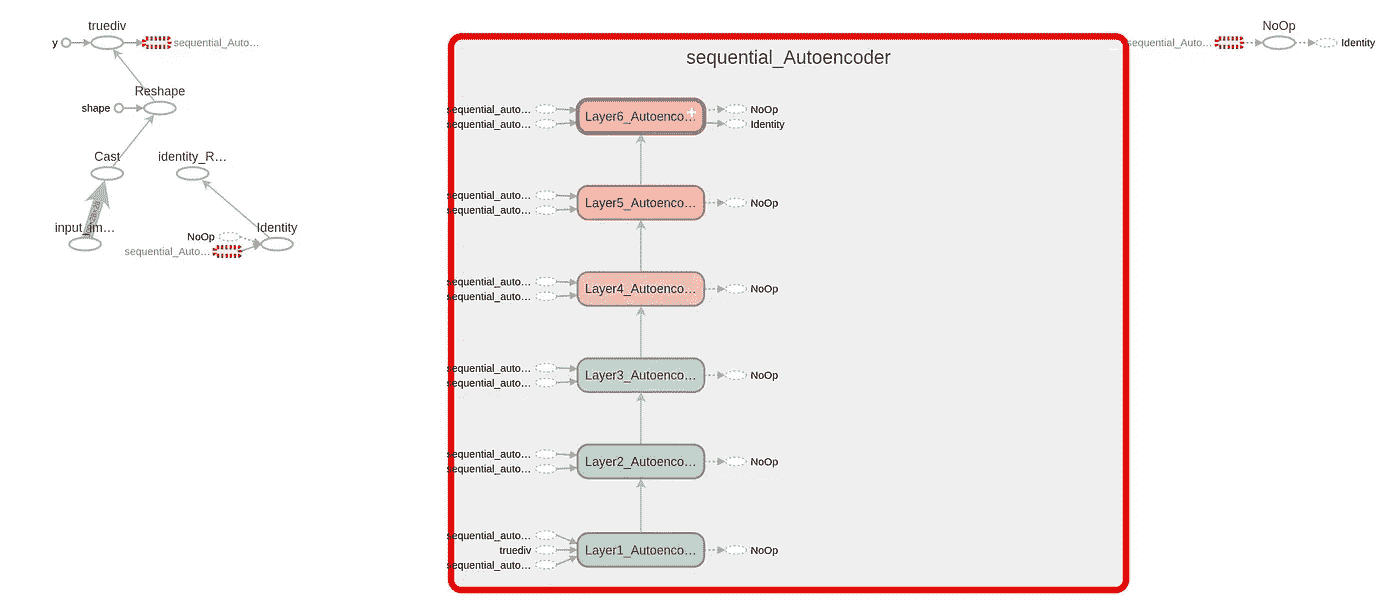 truediv
y
sequential_Auto…
Reshape
shape
Cast
identity_R…
input_im…
Identity
NoOp
sequential_Auto…
sequential_Autoencoder
sequential_auto…
sequential_auto…
Layer6_Autoenco…
NoOp
Identity
sequential_auto…
sequential_auto…
Layer5_Autoenco…
NoOp
sequential_auto…
sequential_auto…
Layer4_Autoenco…
NoOp
sequential_auto…
sequential_auto…
Layer3_Autoenco…
NoOp
sequential_auto…
sequential_auto…
Layer2_Autoenco…
NoOp
sequential_auto…
truediv
sequential_auto…
Layer1_Autoenco…
NoOp
NoOp
sequential_Auto…
Identity